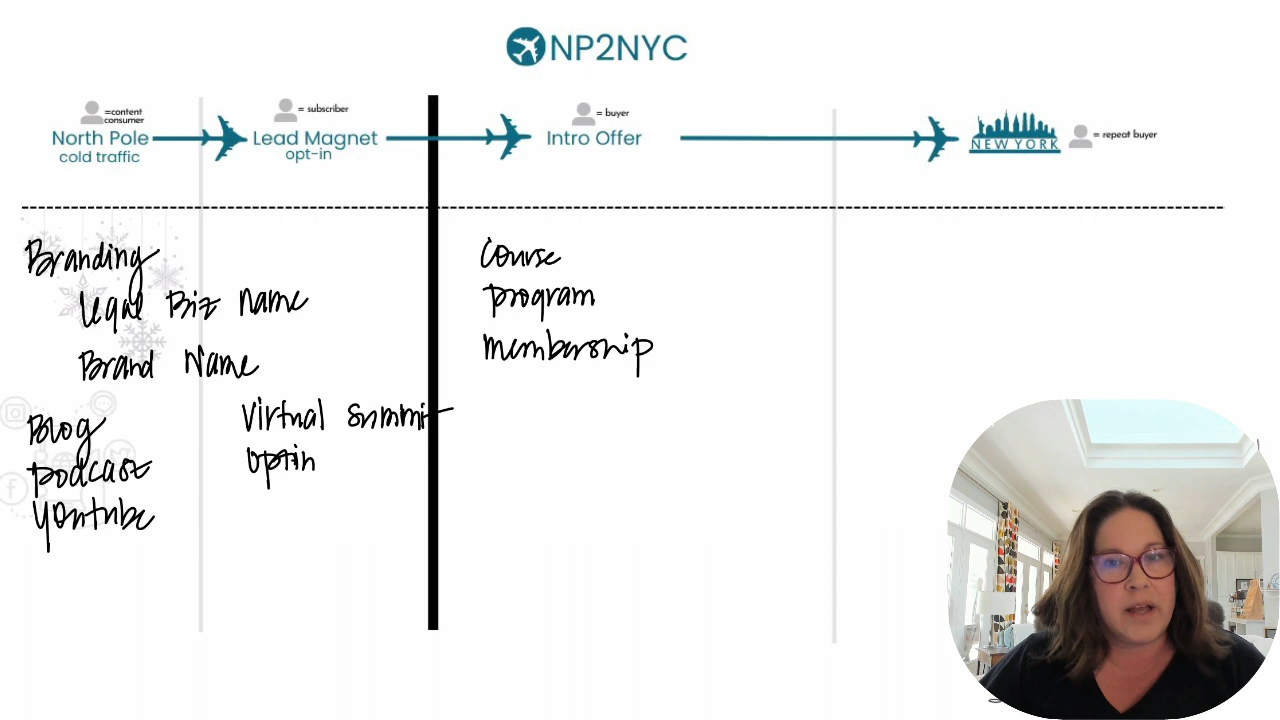 NP2NYC
=content
consumer
= subscriber
= buyer
North Pole
cold traffic
Lead Magnet
opt-in
Intro Offer
NEW YORK
= repeat buyer
Branding
Legal Biz Name
Brand Name
Blog
Podcast
Youtube
Virtual Summit
optin
Course
Program
Membership